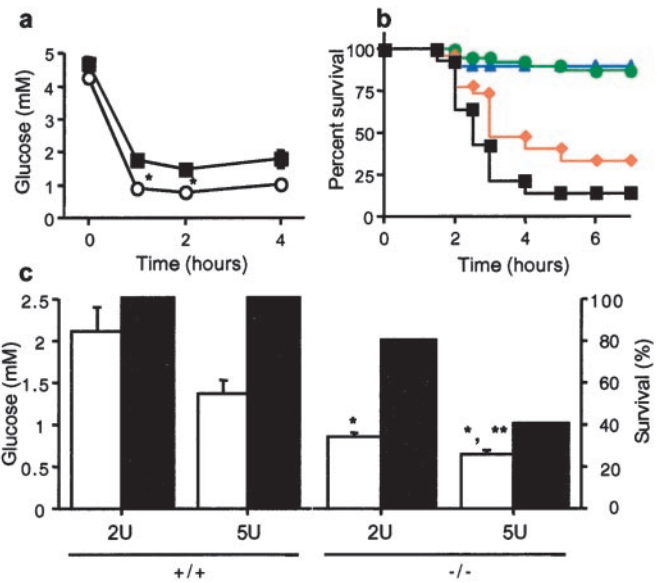 a
Glucose (mM)
5
4
3
2
1
0
*
*
0
2
4
Time (hours)
b
Percent survival
100
75
50
25
0
0
2
4
6
Time (hours)
c
Glucose (mM)
2.5
2
1.5
1
0.5
0
*
*, **
100
80
60
40
20
0
Survival (%)
2U
5U
2U
5U
+/+
-/-